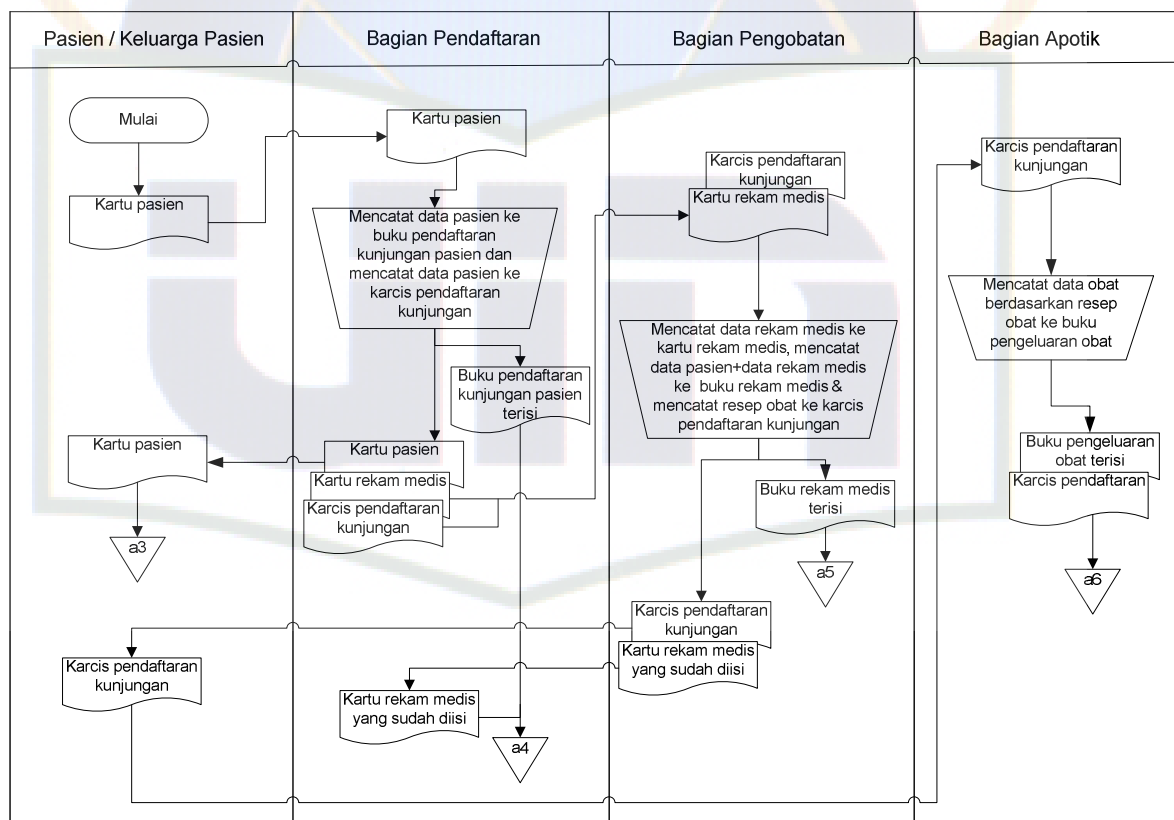 Pasien / Keluarga Pasien
Bagian Pendaftaran
Bagian Pengobatan
Bagian Apotik
Mulai
Kartu pasien
Kartu pasien
Mencatat data pasien ke
buku pendaftaran
kunjungan pasien dan
mencatat data pasien ke
karcis pendaftaran
kunjungan
Buku pendaftaran
kunjungan pasien
terisi
Kartu pasien
Kartu rekam medis
Karcis pendaftaran
kunjungan
Kartu pasien
a3
Karcis pendaftaran
kunjungan
Kartu rekam medis
Mencatat data rekam medis ke
kartu rekam medis, mencatat
data pasien+data rekam medis
ke buku rekam medis &
mencatat resep obat ke karcis
pendaftaran kunjungan
Buku rekam medis
terisi
a5
Karcis pendaftaran
kunjungan
Kartu rekam medis
yang sudah diisi
Karcis pendaftaran
kunjungan
Kartu rekam medis
yang sudah diisi
a4
Karcis pendaftaran
kunjungan
Mencatat data obat
berdasarkan resep
obat ke buku
pengeluaran obat
Buku pengeluaran
obat terisi
Karcis pendaftaran
a6
uin